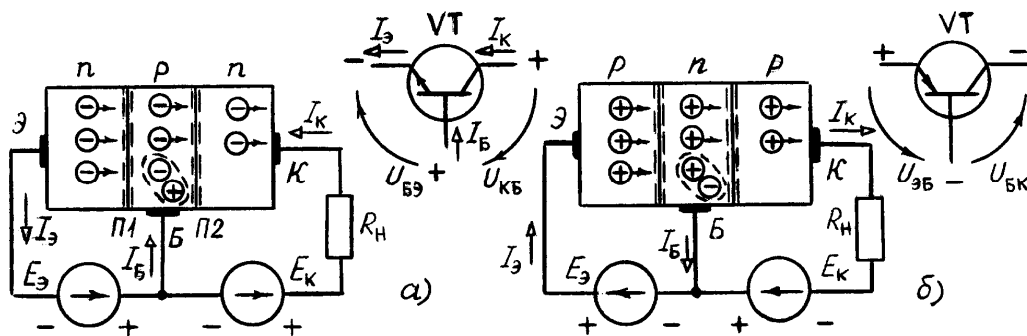 VT
I_Э I_К
− +
n p n
Э
I_К
К
I_Б
U_БЭ + U_КБ
I_Э П1 Б П2
I_Б
R_Н
E_Э E_К
− + − +
а)
VT
+ −
p n p
Э
I_К
К
U_ЭБ − U_БК
Б
I_Э I_Б
R_Н
E_К
E_Э
+ − +
б)